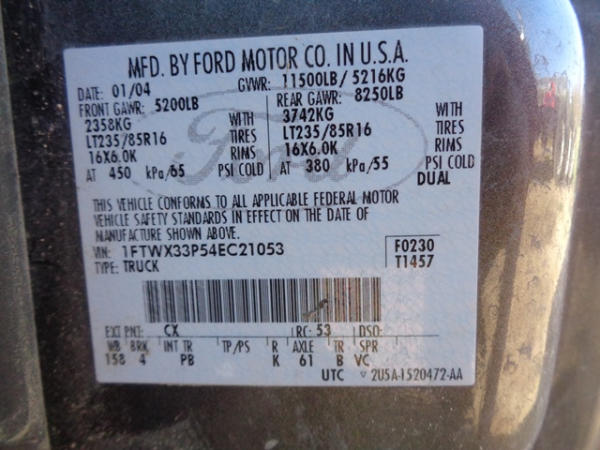 MFD. BY FORD MOTOR CO. IN U.S.A.
DATE: 01/04 GVWR: 11500LB/ 5216KG
FRONT GAWR: 5200LB REAR GAWR: 8250LB
2358KG WITH 3742KG WITH
LT235/85R16 TIRES LT235/85R16 TIRES
16X6.0K RIMS 16X6.0K RIMS
AT 450 kPa/65 PSI COLD AT 380 kPa/55 PSI COLD
DUAL
Ford
THIS VEHICLE CONFORMS TO ALL APPLICABLE FEDERAL MOTOR
VEHICLE SAFETY STANDARDS IN EFFECT ON THE DATE OF
MANUFACTURE SHOWN ABOVE.
VIN: 1FTWX33P54EC21053 F0230
TYPE: TRUCK T1457
EXT PNT: CX RC: 53 DSO:
WB BRK INT TR TP/PS R AXLE TR SPR
158 4 PB K 61 B VC
UTC ▽ 2U5A-1520472-AA